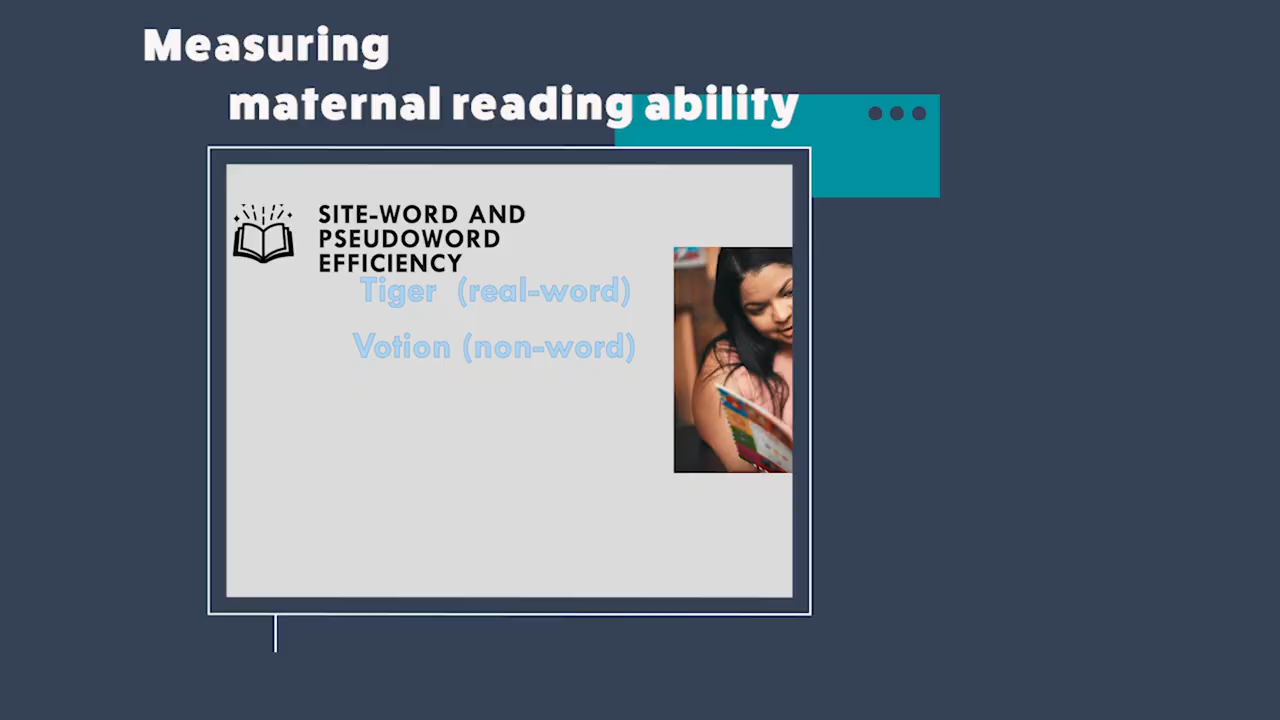 Measuring
maternal reading ability
SITE-WORD AND
PSEUDOWORD
EFFICIENCY
Tiger (real-word)
Votion (non-word)